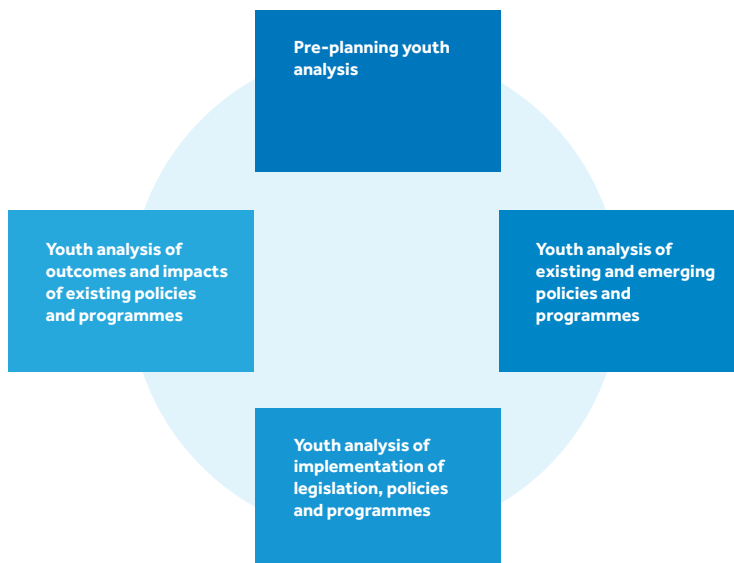 Pre-planning youth
analysis
Youth analysis of
existing and emerging
policies and
programmes
Youth analysis of
implementation of
legislation, policies
and programmes
Youth analysis of
outcomes and impacts
of existing policies
and programmes